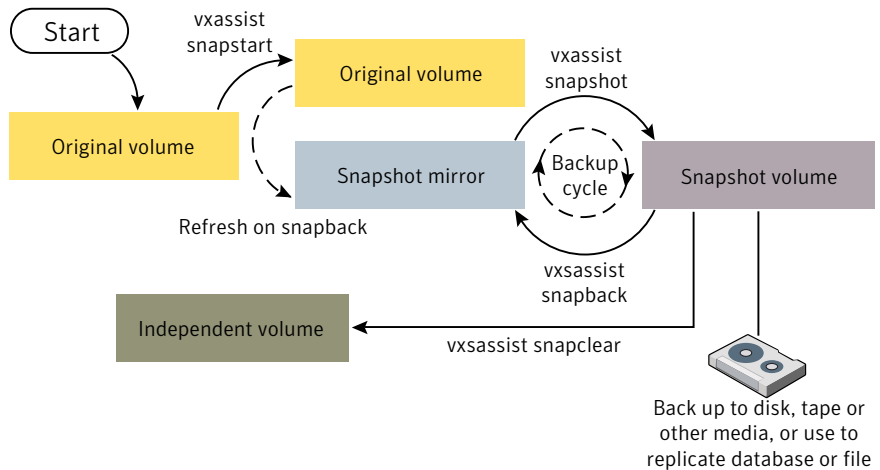 Start
vxassist
snapstart
Original volume
Original volume
vxassist
snapshot
Snapshot mirror
Backup
cycle
Snapshot volume
Refresh on snapback
vxsassist
snapback
Independent volume
vxsassist snapclear
Back up to disk, tape or
other media, or use to
replicate database or file